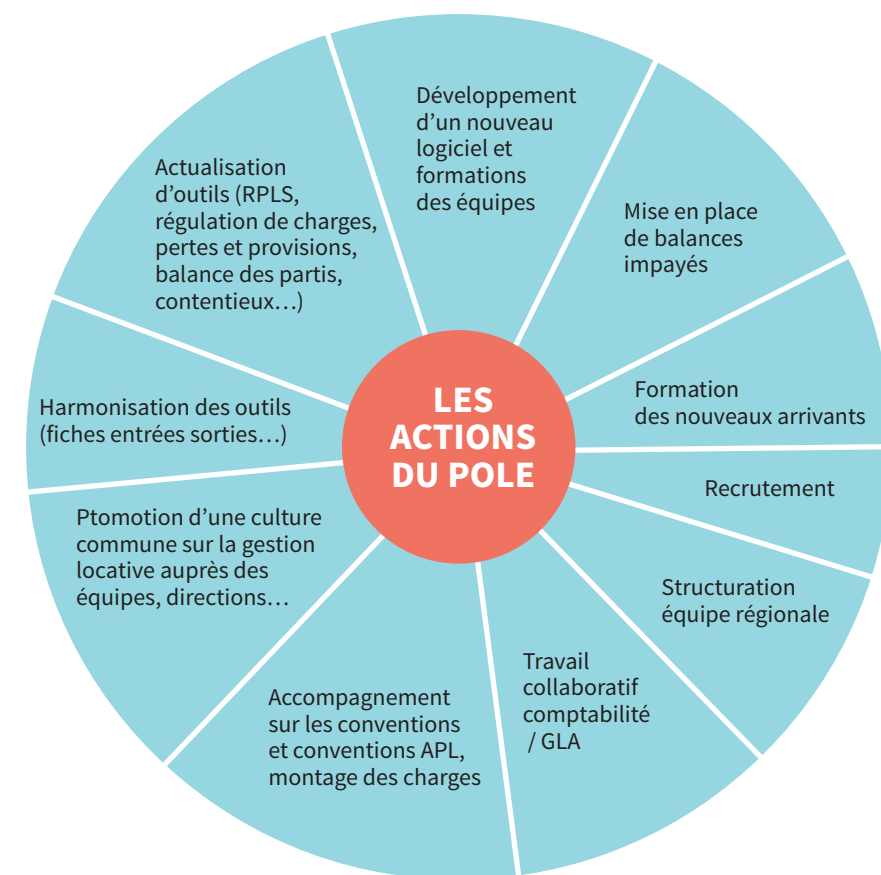 Développement
d'un nouveau
logiciel et
formations
des équipes
Mise en place
de balances
impayés
Formation
des nouveaux arrivants
Recrutement
Structuration
équipe régionale
Travail
collaboratif
comptabilité
/ GLA
Accompagnement
sur les conventions
et conventions APL,
montage des charges
Ptomotion d'une culture
commune sur la gestion
locative auprès des
équipes, directions…
Harmonisation des outils
(fiches entrées sorties…)
Actualisation
d'outils (RPLS,
régulation de charges,
pertes et provisions,
balance des partis,
contentieux…)
LES
ACTIONS
DU POLE